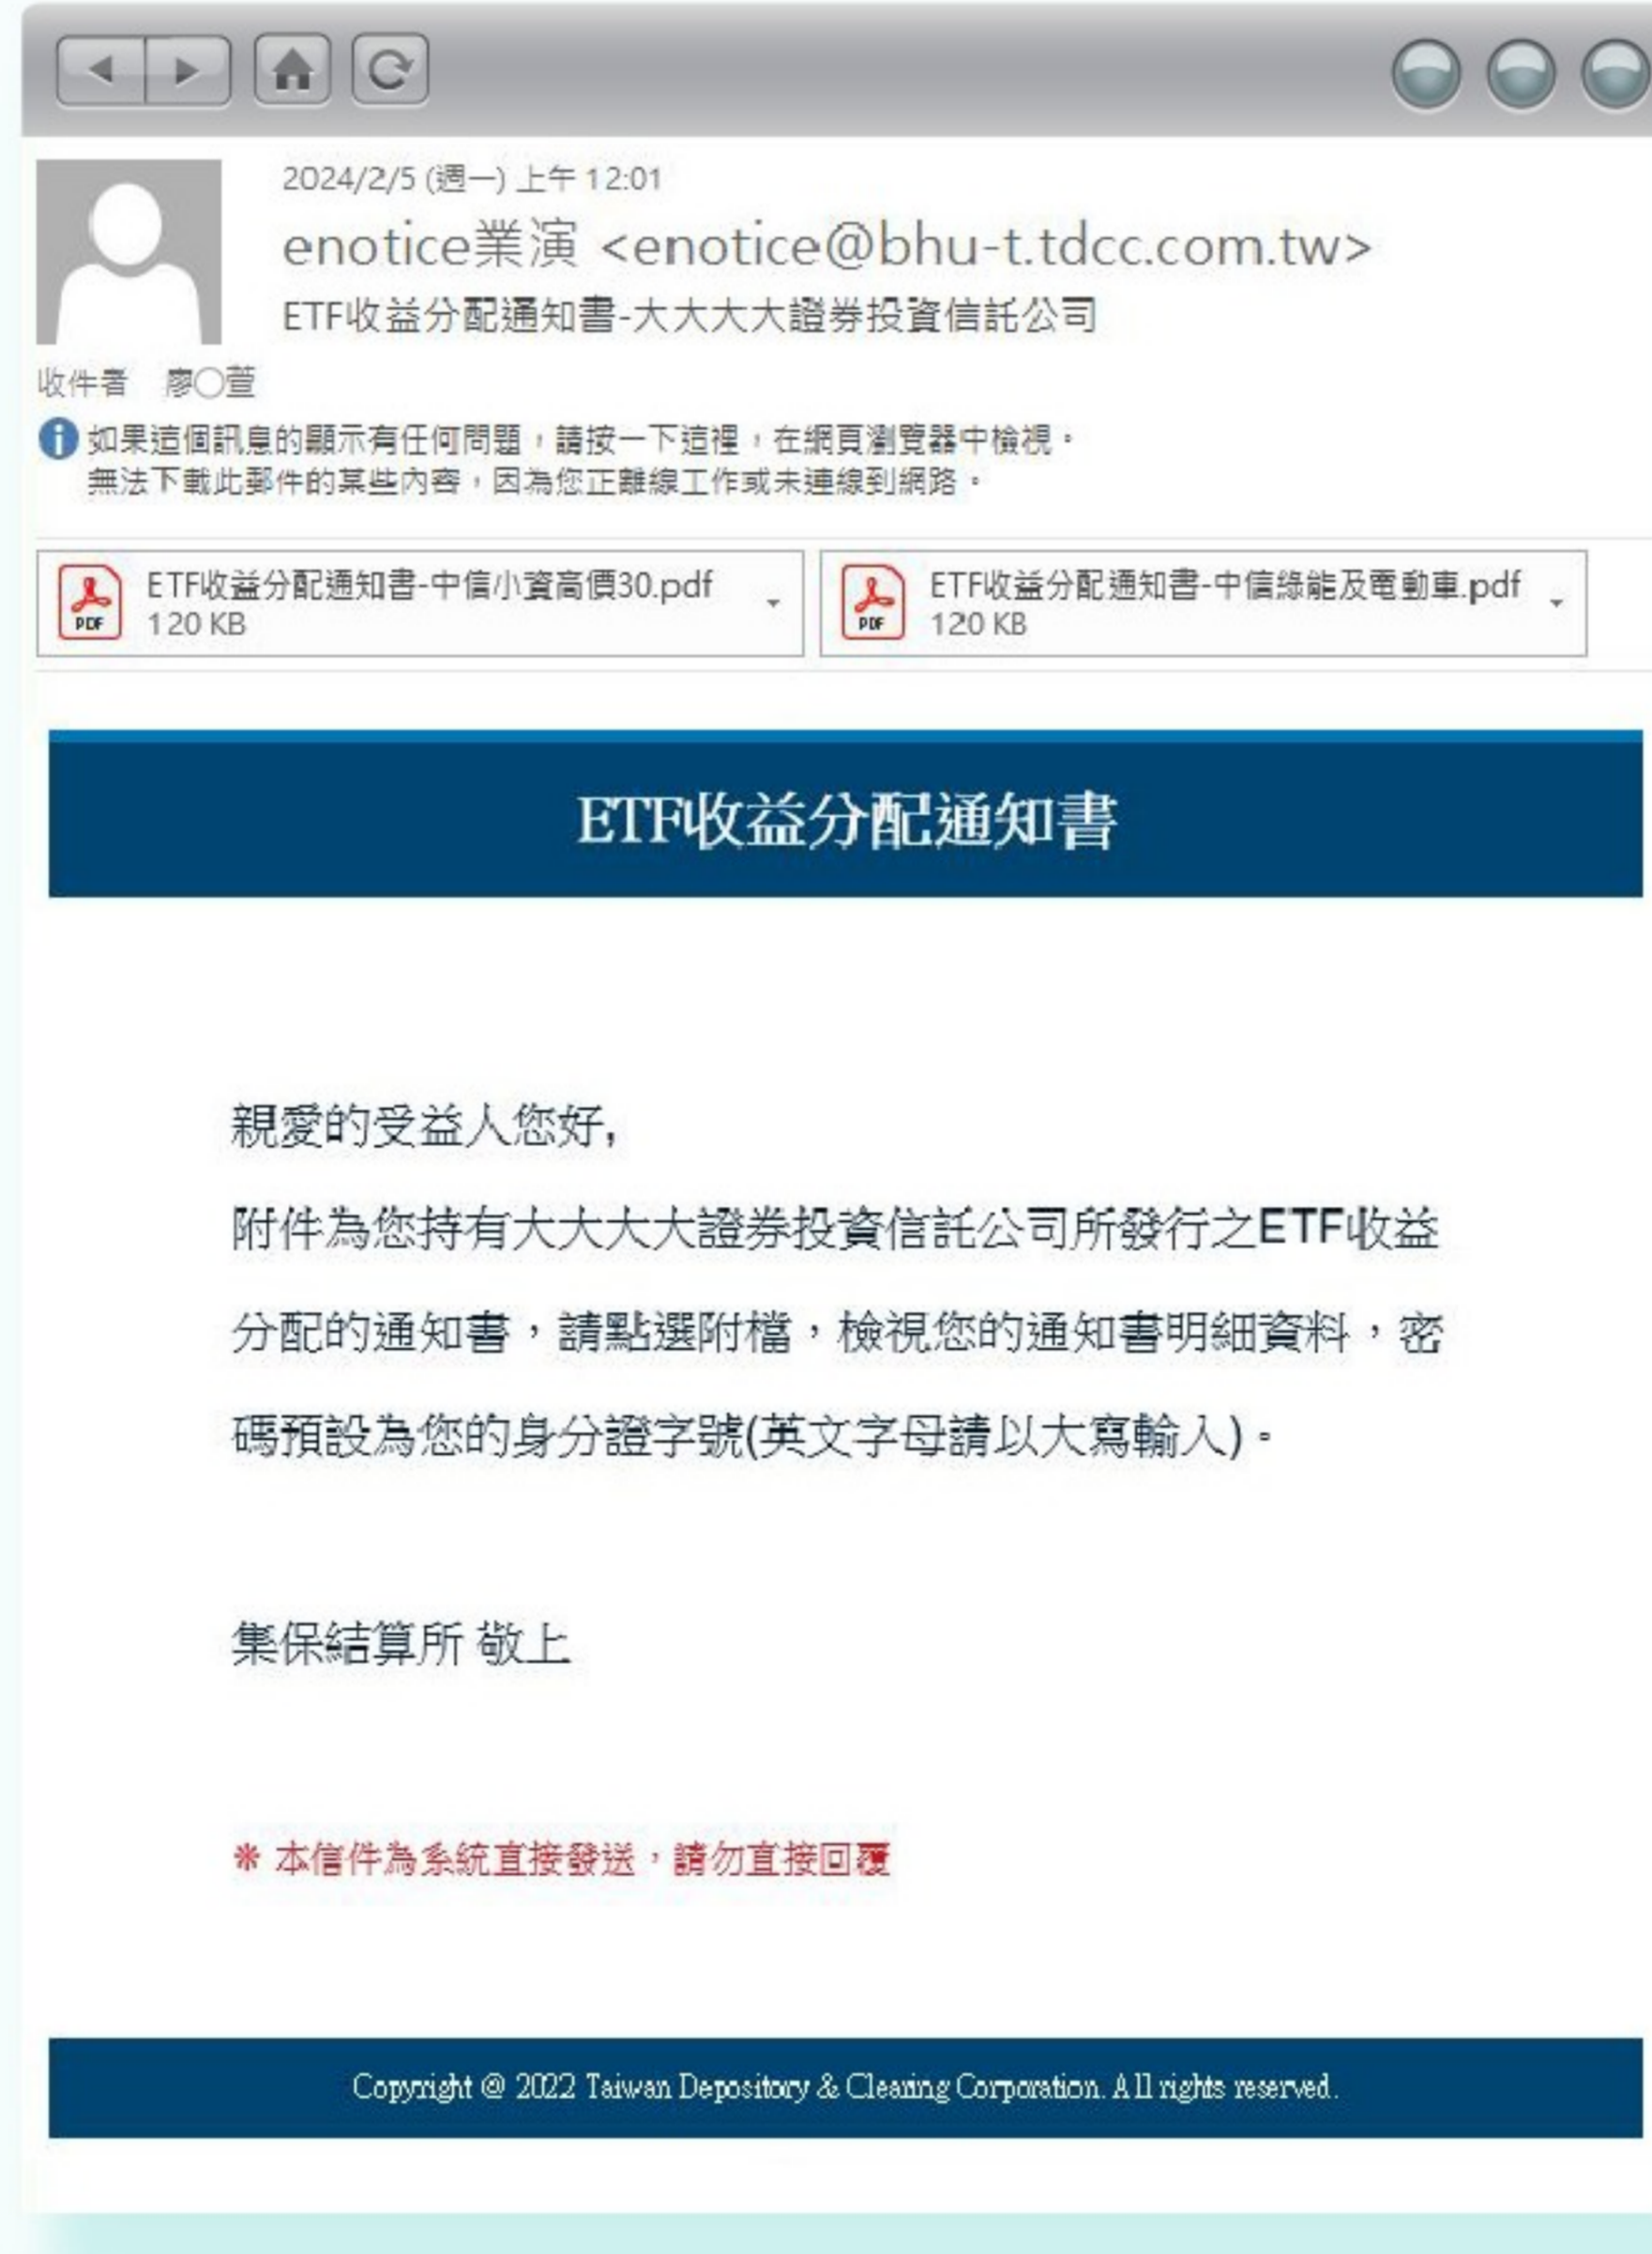 2024/2/5 (週一) 上午 12:01
enotice業演 <enotice@bhu-t.tdcc.com.tw>
ETF收益分配通知書-大大大大證券投資信託公司
收件者 廖○萱
如果這個訊息的顯示有任何問題，請按一下這裡，在網頁瀏覽器中檢視。
無法下載此郵件的某些內容，因為您正離線工作或未連線到網路。
ETF收益分配通知書-中信小資高價30.pdf
120 KB
ETF收益分配通知書-中信綠能及電動車.pdf
120 KB
PDF
PDF
ETF收益分配通知書
親愛的受益人您好,
附件為您持有大大大大證券投資信託公司所發行之ETF收益
分配的通知書，請點選附檔，檢視您的通知書明細資料，密
碼預設為您的身分證字號(英文字母請以大寫輸入)。
集保結算所 敬上
* 本信件為系統直接發送，請勿直接回覆
Copyright @ 2022 Taiwan Depository & Clearing Corporation. All rights reserved.